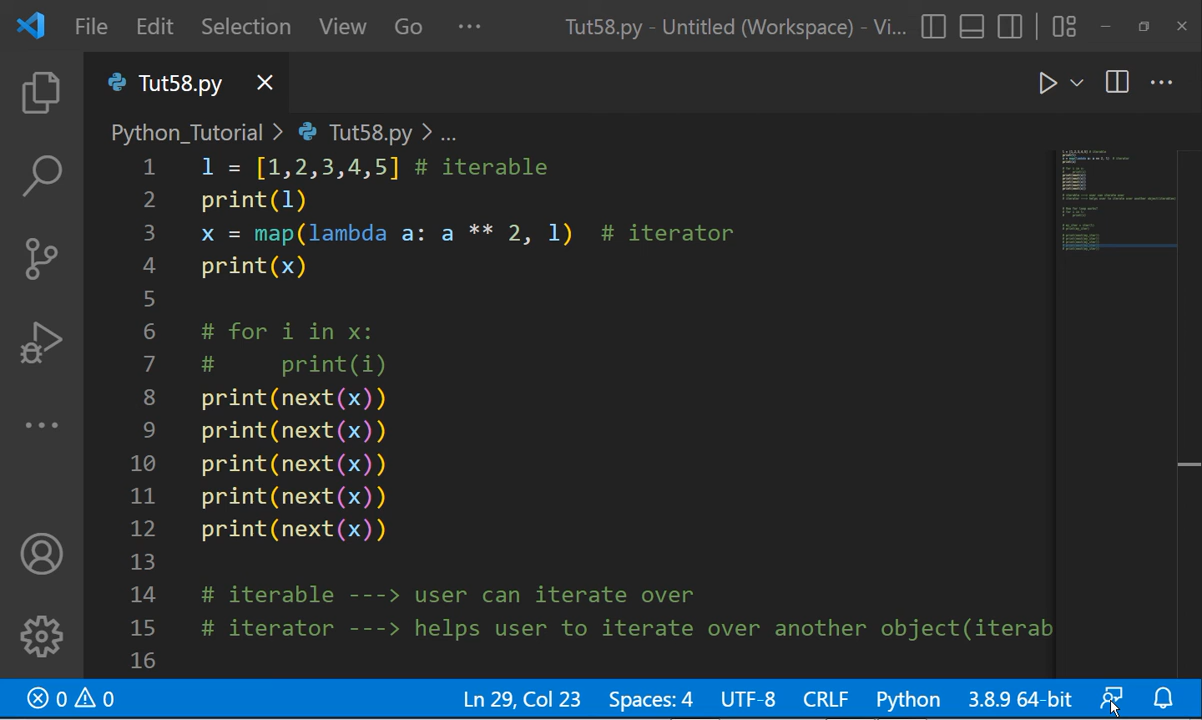 File Edit Selection View Go ··· Tut58.py - Untitled (Workspace) - Vi...
Tut58.py
Python_Tutorial > Tut58.py > ...
1 l = [1,2,3,4,5] # iterable
2 print(l)
3 x = map(lambda a: a ** 2, l)  # iterator
4 print(x)
5
6 # for i in x:
7 #     print(i)
8 print(next(x))
9 print(next(x))
10 print(next(x))
11 print(next(x))
12 print(next(x))
13
14 # iterable ---> user can iterate over
15 # iterator ---> helps user to iterate over another object(iterab
16
0 0 Ln 29, Col 23 Spaces: 4 UTF-8 CRLF Python 3.8.9 64-bit